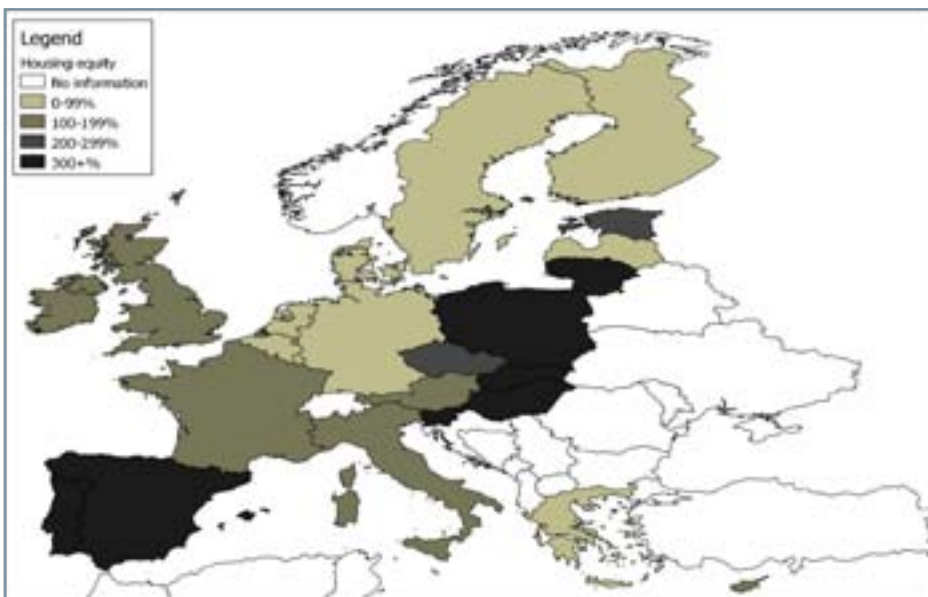 Legend
Housing equity
No information
0-99%
100-199%
200-299%
300+%